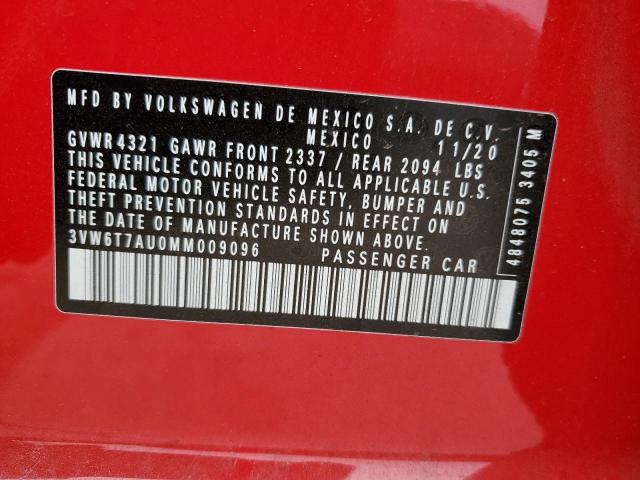 MFD BY VOLKSWAGEN DE MEXICO S.A. DE C.V.
MEXICO 11/20
GVWR 4321 GAWR FRONT 2337 / REAR 2094 LBS
THIS VEHICLE CONFORMS TO ALL APPLICABLE U.S.
FEDERAL MOTOR VEHICLE SAFETY, BUMPER AND
THEFT PREVENTION STANDARDS IN EFFECT ON
THE DATE OF MANUFACTURE SHOWN ABOVE.
3VW6T7AU0MM009096 PASSENGER CAR
4848075 3405 M